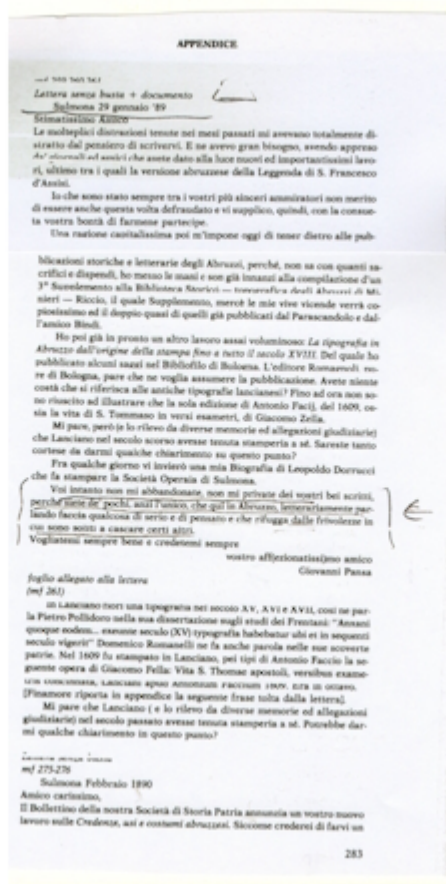 APPENDICE
Lettera senza busta + documento
Sulmona 29 gennaio '89
Stimatissimo Amico
Le molteplici distrazioni tenute nei mesi passati mi avevano totalmente di-
stratto dal pensiero di scrivervi. E ne avevo gran bisogno, avendo appreso
da' giornali ed amici che avete dato alla luce nuovi ed importantissimi lavo-
ri, ultimo tra i quali la versione abruzzese della Leggenda di S. Francesco
d'Assisi.
Io che sono stato sempre tra i vostri più sinceri ammiratori non merito
di essere anche questa volta defraudato e vi supplico, quindi, con la consue-
ta vostra bontà di farmene partecipe.
Una ragione capitalissima poi m'impone oggi di tener dietro alle pub-
blicazioni storiche e letterarie degli Abruzzi, perché, non sa con quanti sa-
crifici e dispendi, ho messo le mani e son già innanzi alla compilazione d'un
3° Supplemento alla Biblioteca Storico — topografica degli Abruzzi di Mi-
nieri — Riccio, il quale Supplemento, mercé le mie vive vicende verrà co-
piosissimo ed il doppio quasi di quelli già pubblicati dal Parascandolo e dal-
l'amico Bindi.
Ho poi già in pronto un altro lavoro assai voluminoso: La tipografia in
Abruzzo dall'origine della stampa fino a tutto il secolo XVIII. Del quale ho
pubblicato alcuni saggi nel Bibliofilo di Bologna. L'editore Romagnoli, pu-
re di Bologna, pare che ne voglia assumere la pubblicazione. Avete niente
costà che si riferisca alle antiche tipografie lancianesi? Fino ad ora non so-
no riuscito ad illustrare che la sola edizione di Antonio Facij, del 1609, os-
sia la vita di S. Tommaso in versi esametri, di Giacomo Zella.
Mi pare, però (e lo rilevo da diverse memorie ed allegazioni giudiziarie)
che Lanciano nel secolo scorso avesse tenuta stamperia a sé. Sareste tanto
cortese da darmi qualche chiarimento su questo punto?
Fra qualche giorno vi invierò una mia Biografia di Leopoldo Dorrucci
che fa stampare la Società Operaia di Sulmona.
Voi intanto non mi abbandonate, non mi private dei vostri bei scritti,
perché siete de' pochi, anzi l'unico, che qui in Abruzzo, letterariamente par-
lando faccia qualcosa di serio e di pensato e che rifugga dalle frivolezze in
cui sono soliti a cascare certi altri.
Vogliatemi sempre bene e credetemi sempre
vostro aff[ezionatissi]mo amico
Giovanni Pansa
foglio allegato alla lettera
(mf 261)
In Lanciano fiorì una tipografia nei secolo XV, XVI e XVII, così ne par-
la Pietro Pollidoro nella sua dissertazione sugli studi dei Frentani: "Anxani
quoque eodem... exeunte seculo (XV) typografia habebatur ubi et in sequenti
seculo vigerit" Domenico Romanelli ne fa anche parola nelle sue scoverte
patrie. Nel 1609 fu stampato in Lanciano, pei tipi di Antonio Faccio la se-
guente opera di Giacomo Fella: Vita S. Thomae apostoli, versibus exame-
[Finamore riporta in appendice la seguente frase tolta dalla lettera].
Mi pare che Lanciano ( e lo rilevo da diverse memorie ed allegazioni
giudiziarie) nel secolo passato avesse tenuta stamperia a sé. Potrebbe dar-
mi qualche chiarimento in questo punto?
mf 275-276
Sulmona Febbraio 1890
Amico carissimo,
Il Bollettino della nostra Società di Storia Patria annunzia un vostro nuovo
lavoro sulle Credenze, usi e costumi abruzzesi. Siccome crederei di farvi un
283